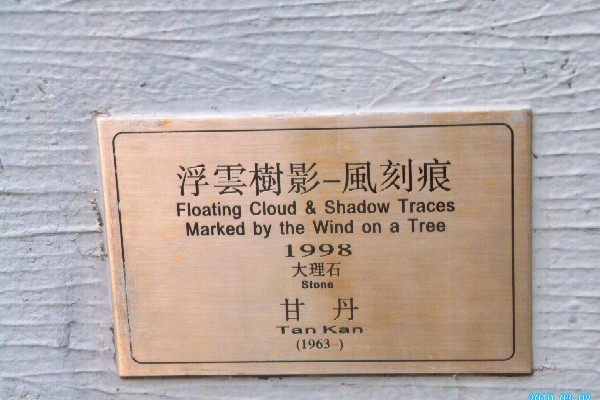 浮雲樹影–風刻痕
Floating Cloud & Shadow Traces
Marked by the Wind on a Tree
1998
大理石
Stone
甘 丹
Tan Kan
(1963–)